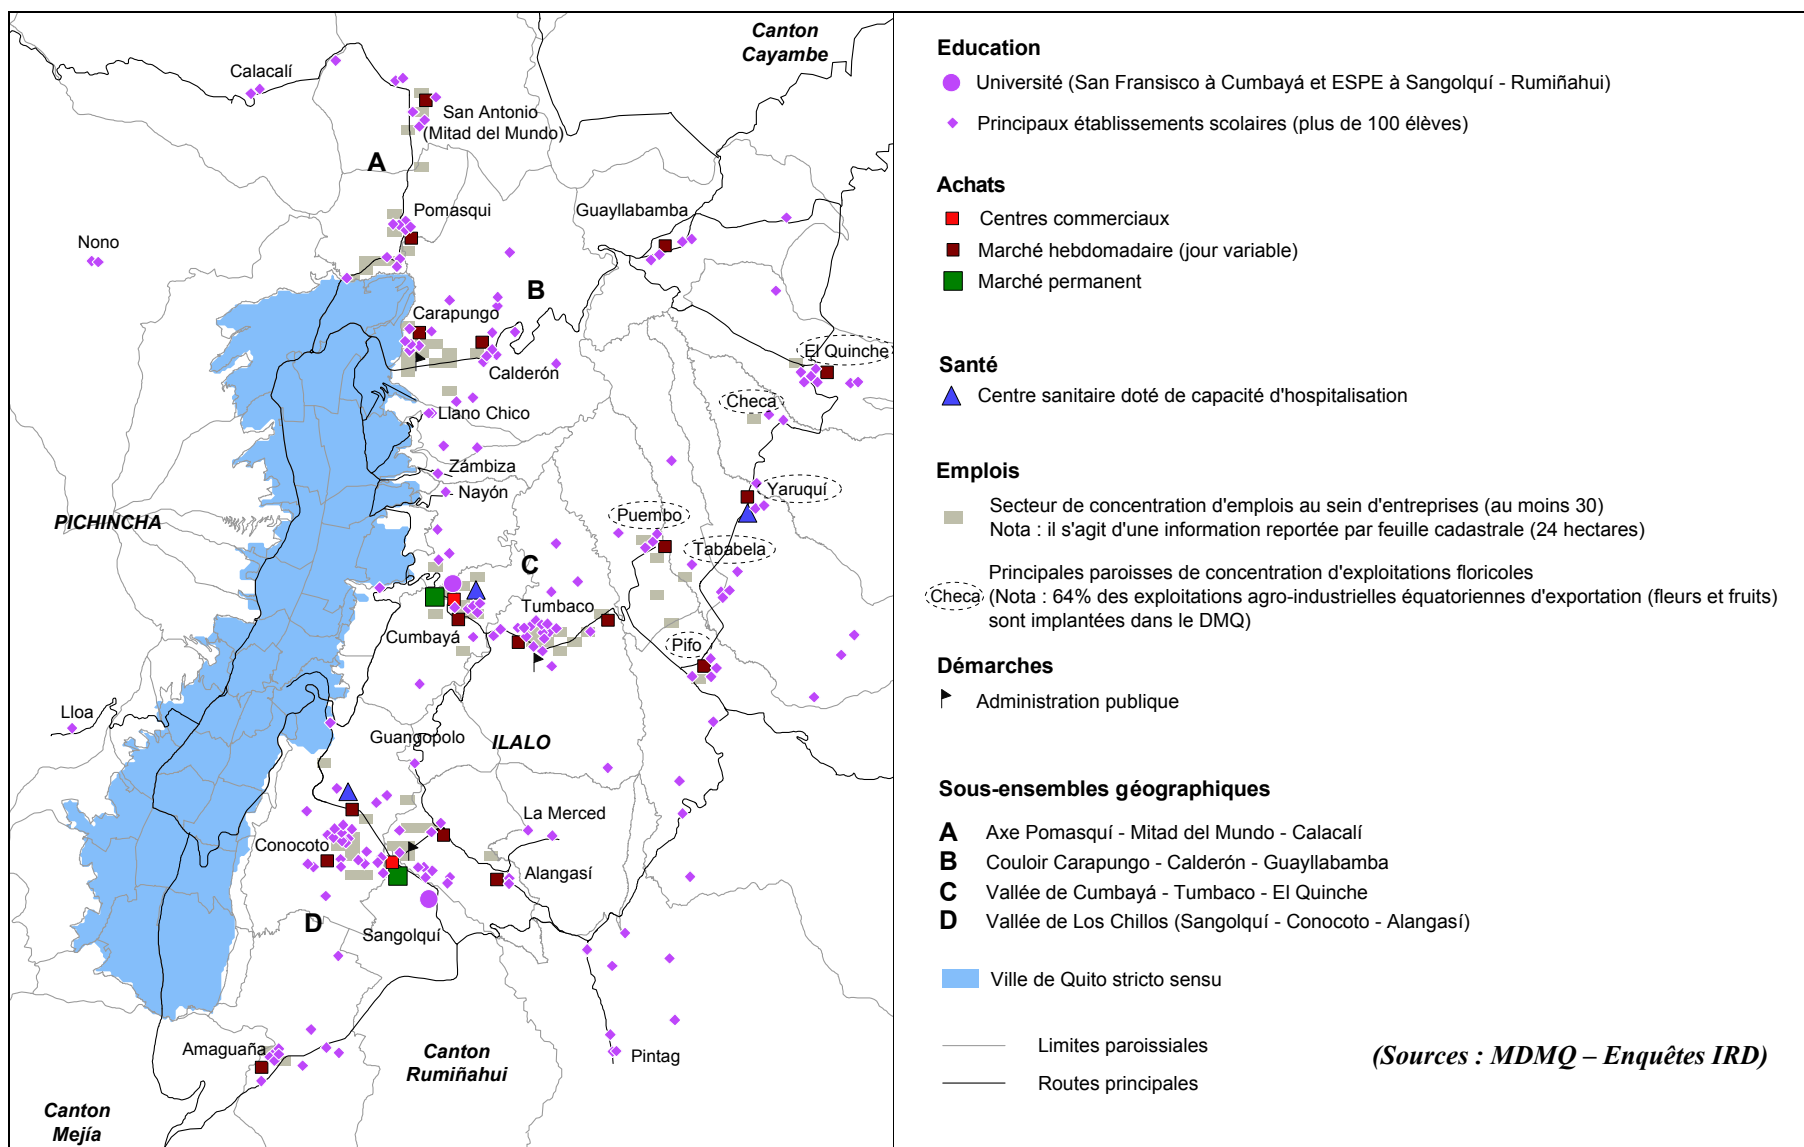 Canton
Cayambe
Calacalí
San Antonio
(Mitad del Mundo)
A
Pomasqui
Guayllabamba
Nono
B
Carapungo
El Quinche
Calderón
Checa
Llano Chico
Zámbiza
Nayón
Yaruquí
PICHINCHA
Puembo
Tababela
C
Tumbaco
Cumbayá
Pifo
Lloa
Guangopolo
ILALO
La Merced
Conocoto
Alangasí
D
Sangolquí
Amaguaña
Canton
Rumiñahui
Pintag
Canton
Mejía
Education
Université (San Fransisco à Cumbayá et ESPE à Sangolquí - Rumiñahui)
Principaux établissements scolaires (plus de 100 élèves)
Achats
Centres commerciaux
Marché hebdomadaire (jour variable)
Marché permanent
Santé
Centre sanitaire doté de capacité d'hospitalisation
Emplois
Secteur de concentration d'emplois au sein d'entreprises (au moins 30)
Nota : il s'agit d'une information reportée par feuille cadastrale (24 hectares)
Principales paroisses de concentration d'exploitations floricoles
Checa (Nota : 64% des exploitations agro-industrielles équatoriennes d'exportation (fleurs et fruits)
sont implantées dans le DMQ)
Démarches
Administration publique
Sous-ensembles géographiques
A Axe Pomasquí - Mitad del Mundo - Calacalí
B Couloir Carapungo - Calderón - Guayllabamba
C Vallée de Cumbayá - Tumbaco - El Quinche
D Vallée de Los Chillos (Sangolquí - Conocoto - Alangasí)
Ville de Quito stricto sensu
Limites paroissiales
Routes principales
(Sources : MDMQ – Enquêtes IRD)